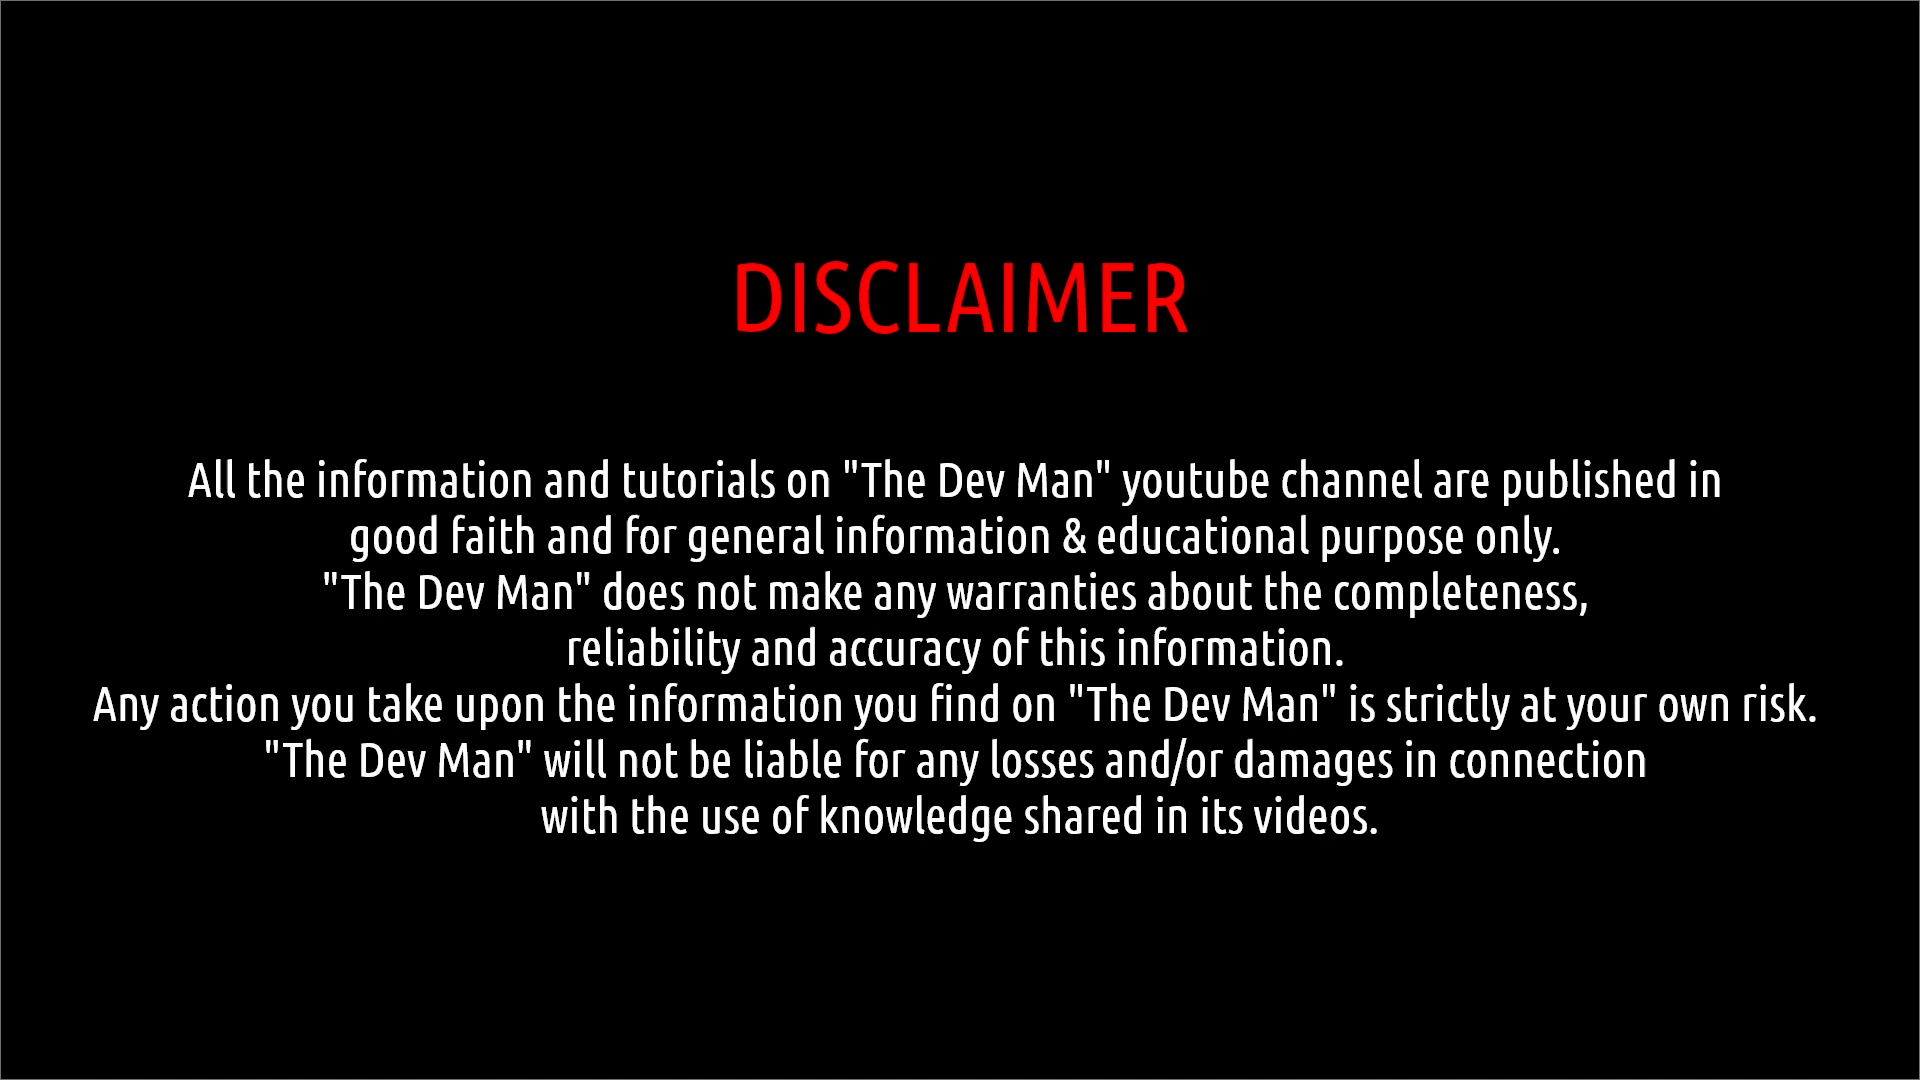 DISCLAIMER
All the information and tutorials on "The Dev Man" youtube channel are published in
good faith and for general information & educational purpose only.
"The Dev Man" does not make any warranties about the completeness,
reliability and accuracy of this information.
Any action you take upon the information you find on "The Dev Man" is strictly at your own risk.
"The Dev Man" will not be liable for any losses and/or damages in connection
with the use of knowledge shared in its videos.